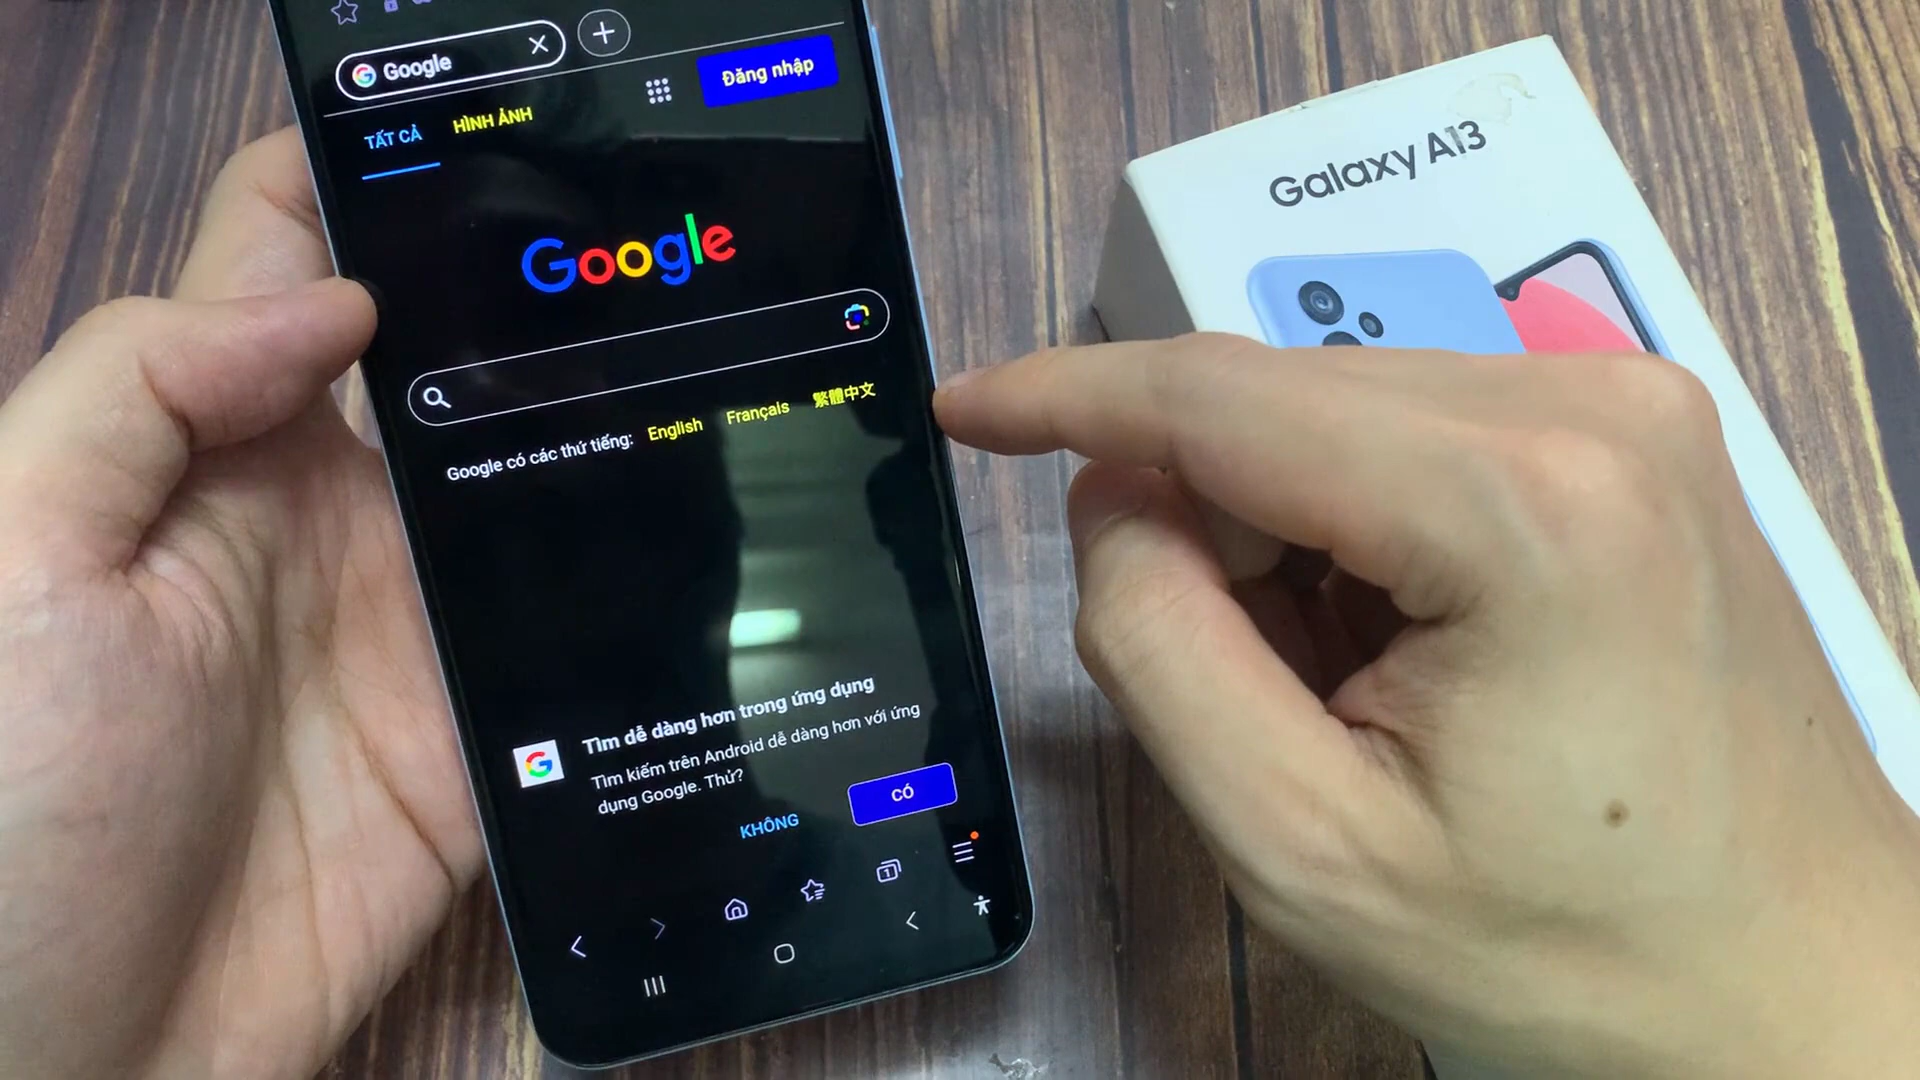 Google
Đăng nhập
TẤT CẢ
HÌNH ẢNH
Google
Google có các thứ tiếng: English Français 繁體中文
Tìm dễ dàng hơn trong ứng dụng
Tìm kiếm trên Android dễ dàng hơn với ứng
dụng Google. Thử?
KHÔNG
CÓ
1
Galaxy A13